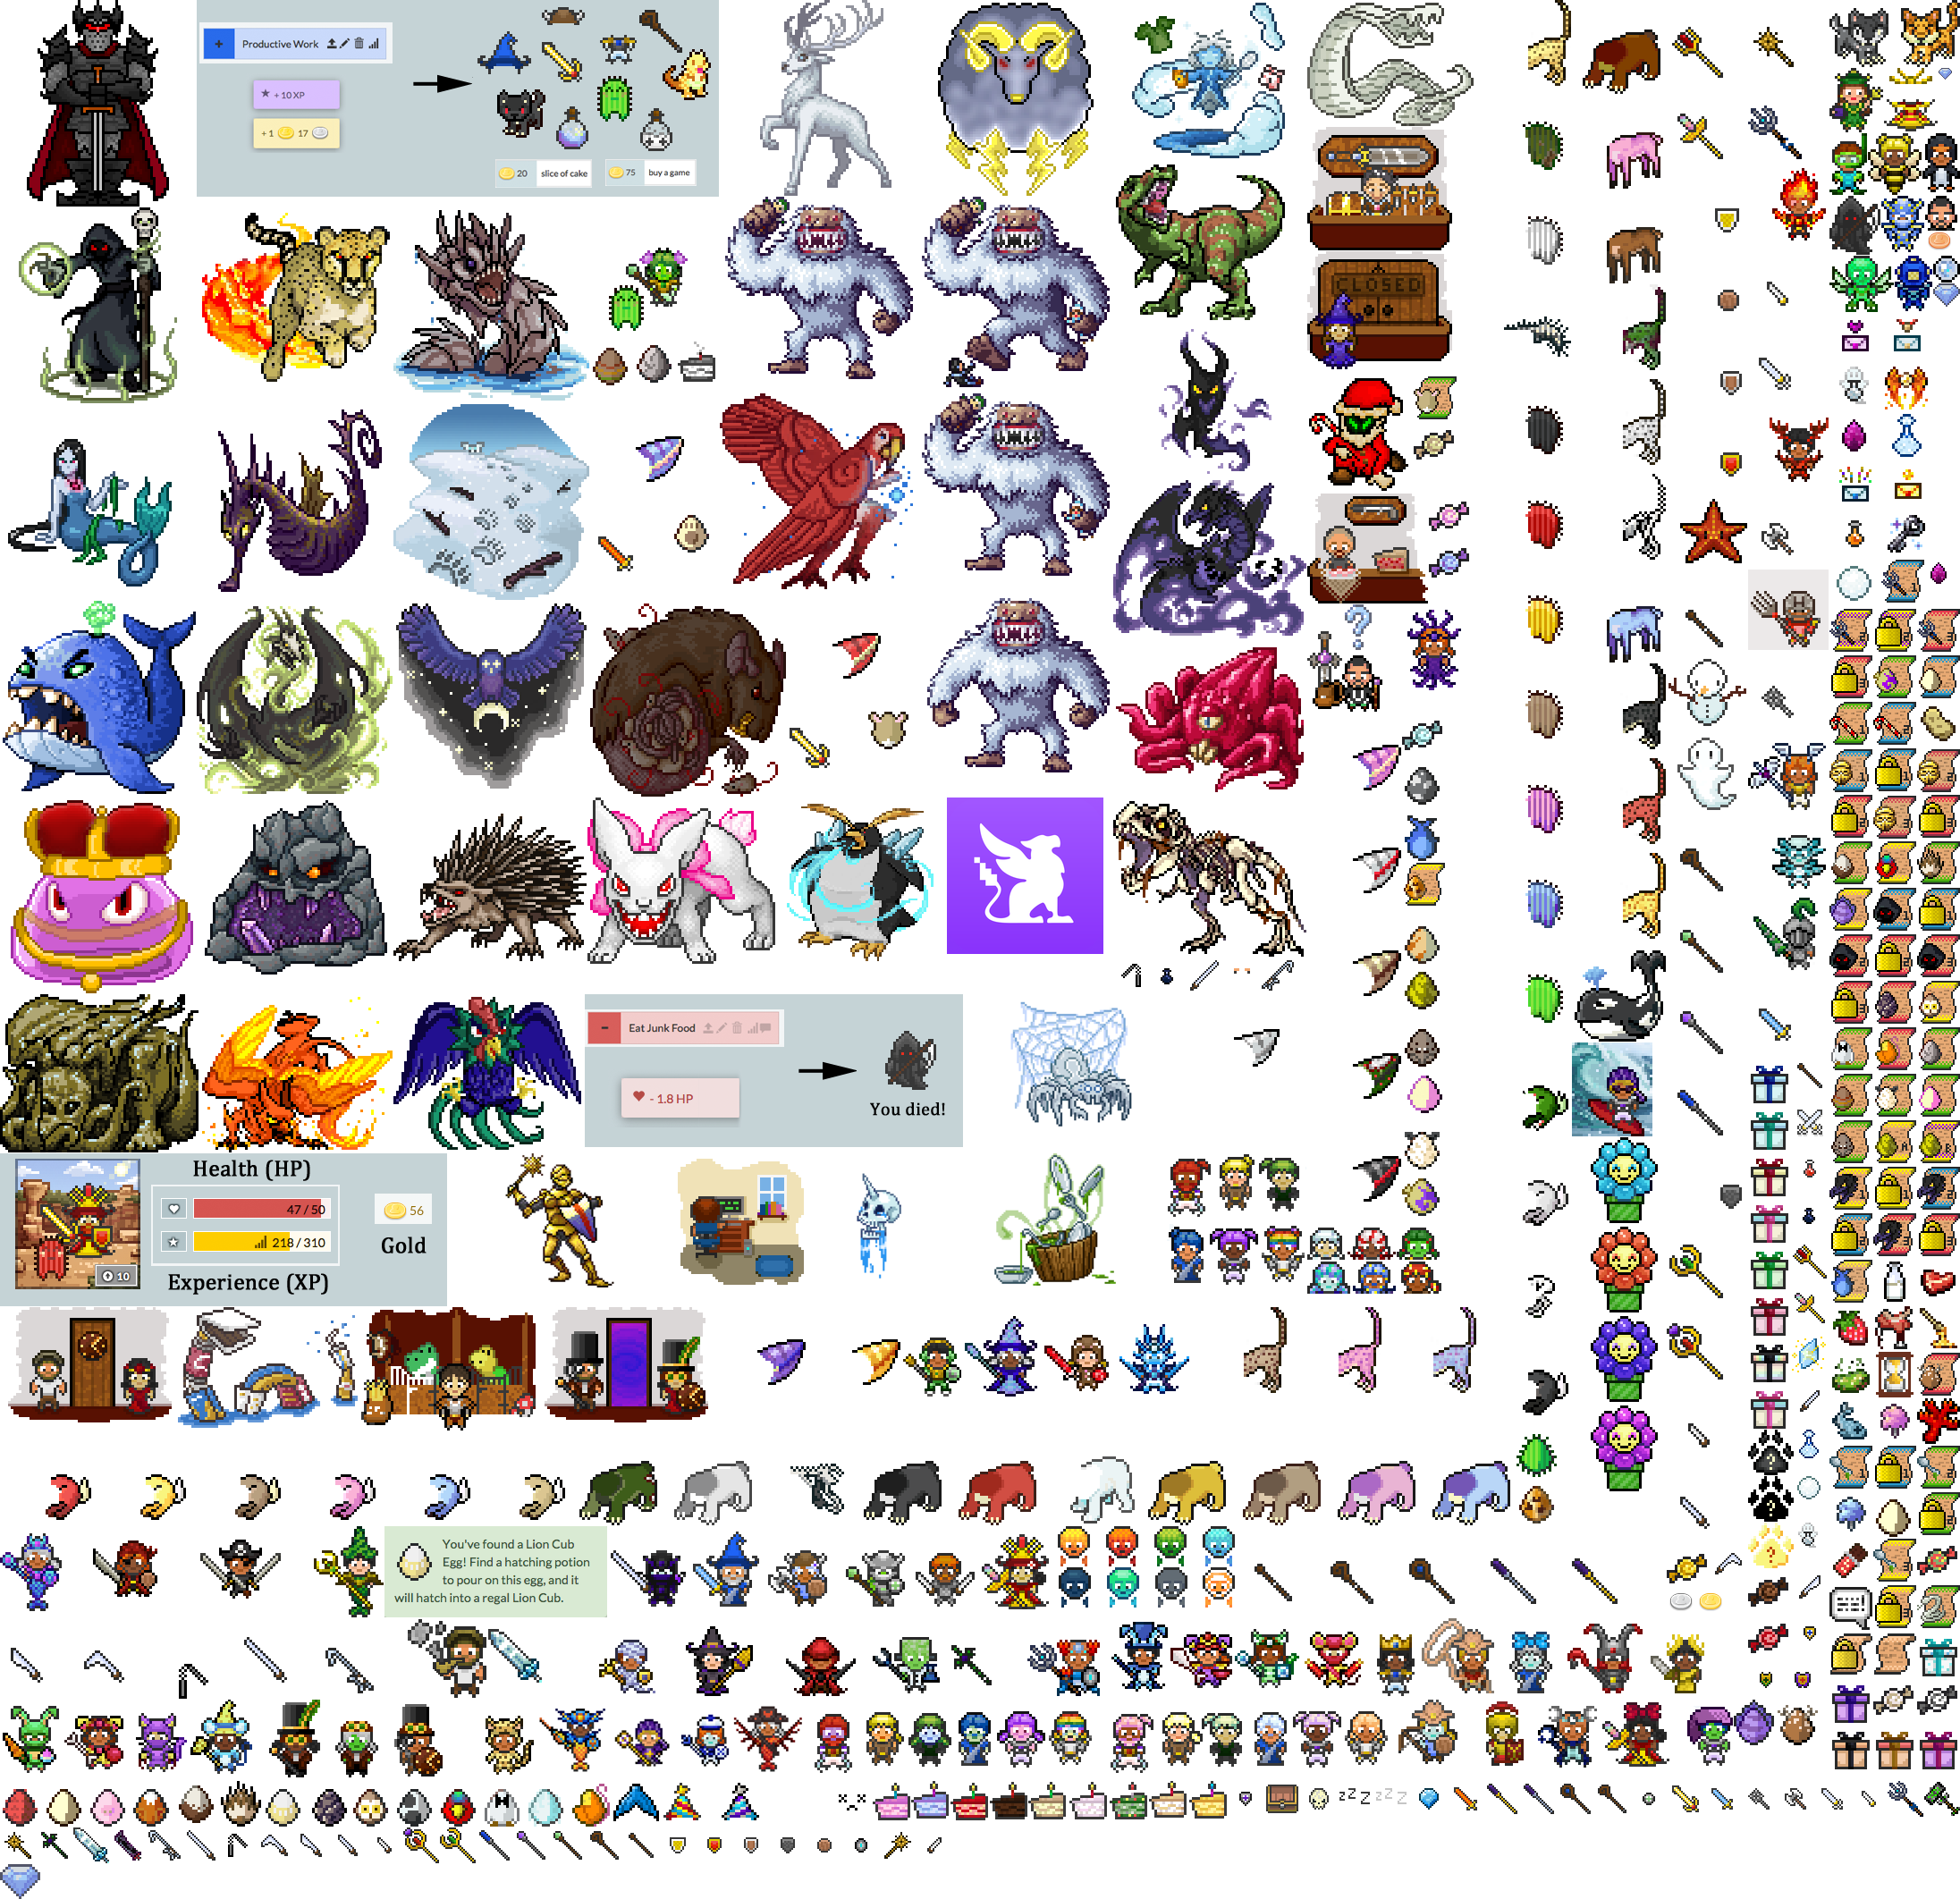 Productive Work
+ 10 XP
+ 1 17
20 slice of cake
75 buy a game
CLOSED
Eat Junk Food
- 1.8 HP
You died!
Health (HP)
47 / 50
56
218 / 310
Gold
10
Experience (XP)
You've found a Lion Cub
Egg! Find a hatching potion
to pour on this egg, and it
will hatch into a regal Lion Cub.